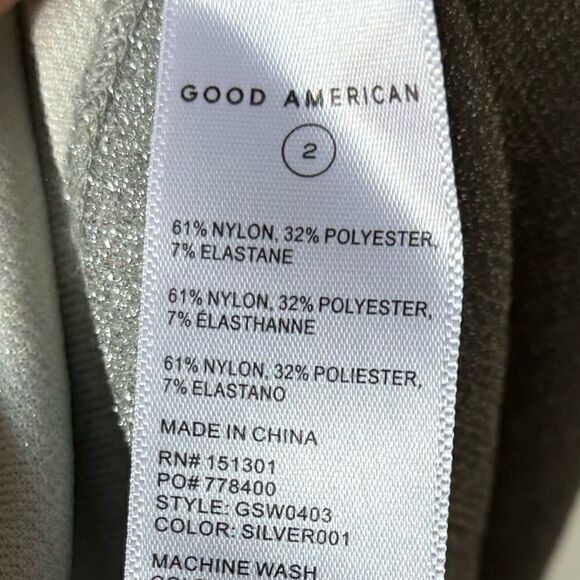 GOOD AMERICAN
2
61% NYLON, 32% POLYESTER,
7% ELASTANE
61% NYLON, 32% POLYESTER,
7% ÉLASTHANNE
61% NYLON, 32% POLIESTER,
7% ELASTANO
MADE IN CHINA
RN# 151301
PO# 778400
STYLE: GSW0403
COLOR: SILVER001
MACHINE WASH